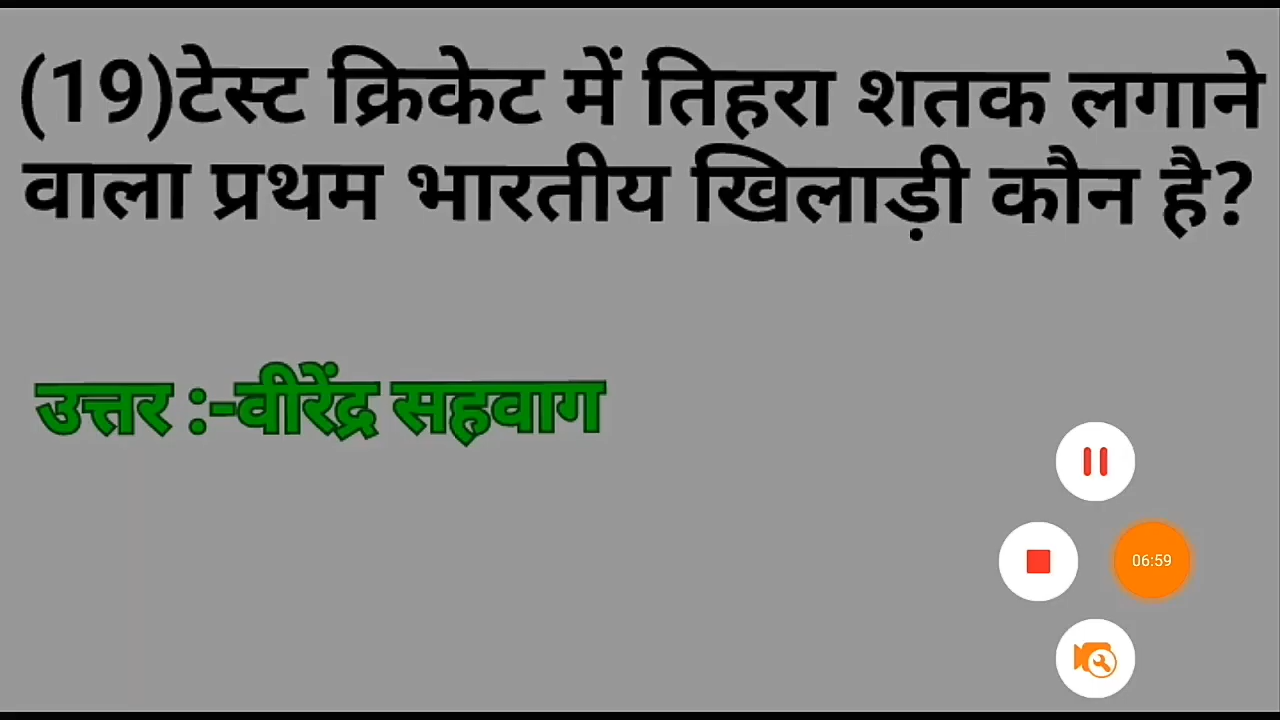 (19)टेस्ट क्रिकेट में तिहरा शतक लगाने
वाला प्रथम भारतीय खिलाड़ी कौन है?
उत्तर :-वीरेंद्र सहवाग
06:59